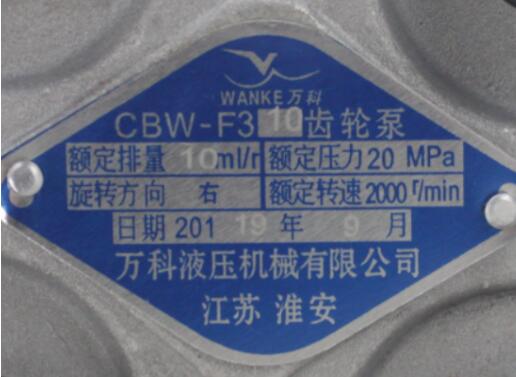 WANKE万科
CBW-F310齿轮泵
额定排量 10ml/r 额定压力20 MPa
旋转方向 右 额定转速2000 r/min
日期 201 19 年 9 月
万科液压机械有限公司
江苏 淮安